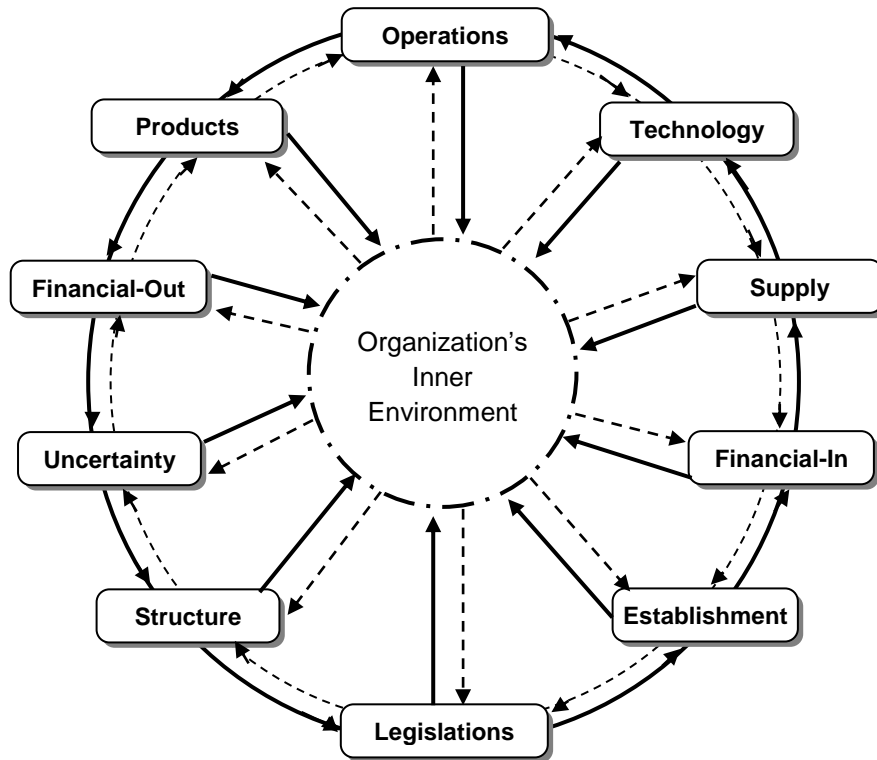 Operations
Products
Technology
Financial-Out
Supply
Organization's
Inner
Environment
Uncertainty
Financial-In
Structure
Establishment
Legislations